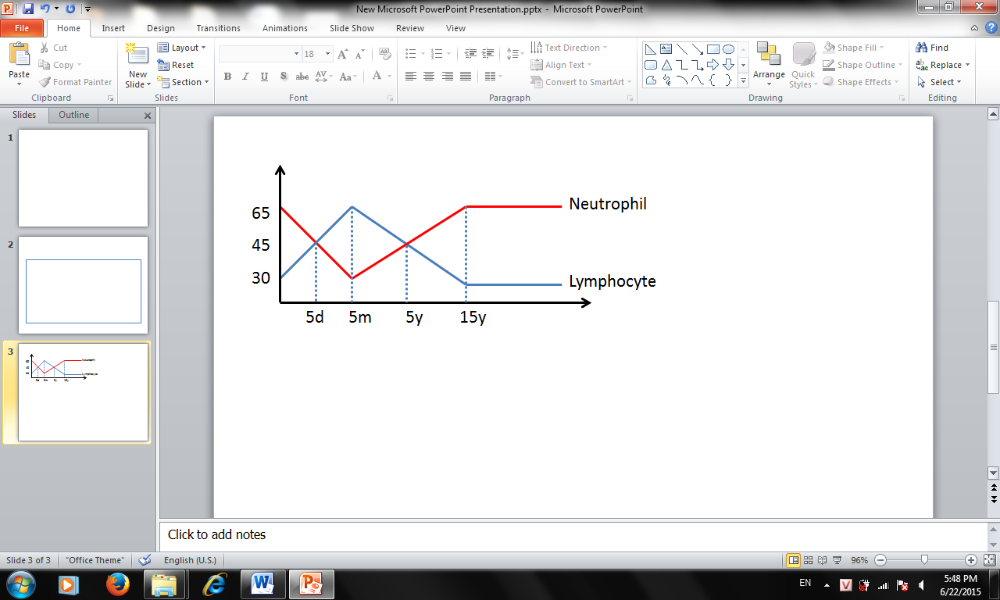 New Microsoft PowerPoint Presentation.pptx - Microsoft PowerPoint
File Home Insert Design Transitions Animations Slide Show Review View
Paste
Cut
Copy
Format Painter
Clipboard
New
Slide
Layout
Reset
Section
Slides
18
B I U S abc AV Aa A
Font
Text Direction
Align Text
Convert to SmartArt
Paragraph
Arrange
Quick
Styles
Shape Fill
Shape Outline
Shape Effects
Drawing
Find
Replace
Select
Editing
Slides Outline
1
2
3
65
45
30
Neutrophil
Lymphocyte
5d 5m 5y 15y
Click to add notes
Slide 3 of 3 "Office Theme" English (U.S.) 96%
EN
5:48 PM
6/22/2015